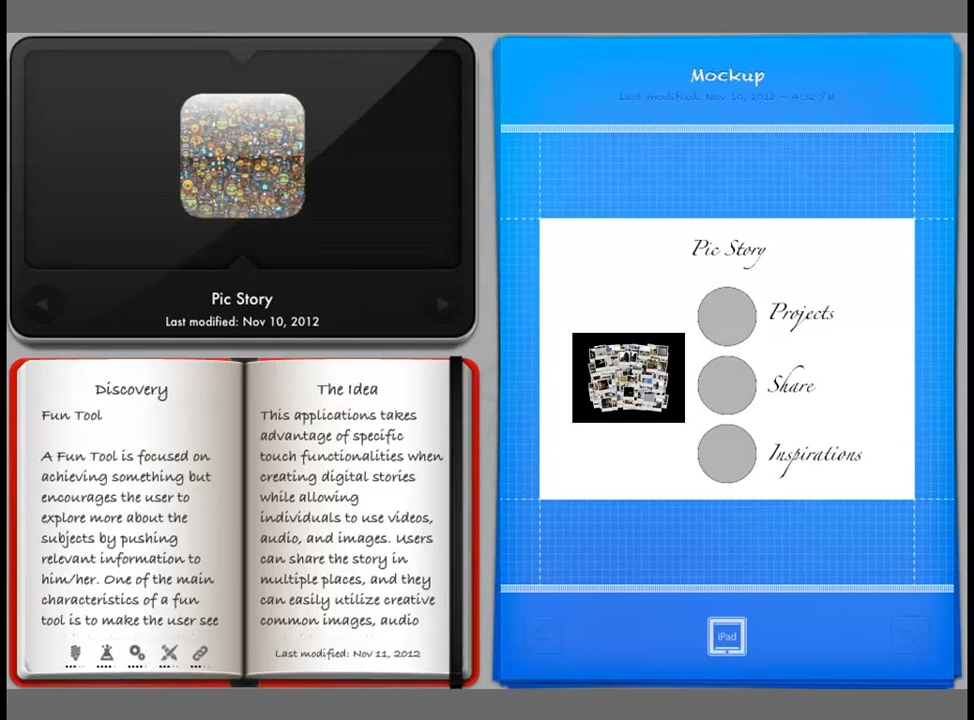 Pic Story
Last modified: Nov 10, 2012
Discovery
Fun Tool
A Fun Tool is focused on
achieving something but
encourages the user to
explore more about the
subjects by pushing
relevant information to
him/her. One of the main
characteristics of a fun
tool is to make the user see
The Idea
This applications takes
advantage of specific
touch functionalities when
creating digital stories
while allowing
individuals to use videos,
audio, and images. Users
can share the story in
multiple places, and they
can easily utilize creative
common images, audio
Last modified: Nov 11, 2012
Mockup
Last modified: Nov 10, 2012 - 4:32 PM
Pic Story
Projects
Share
Inspirations
iPad